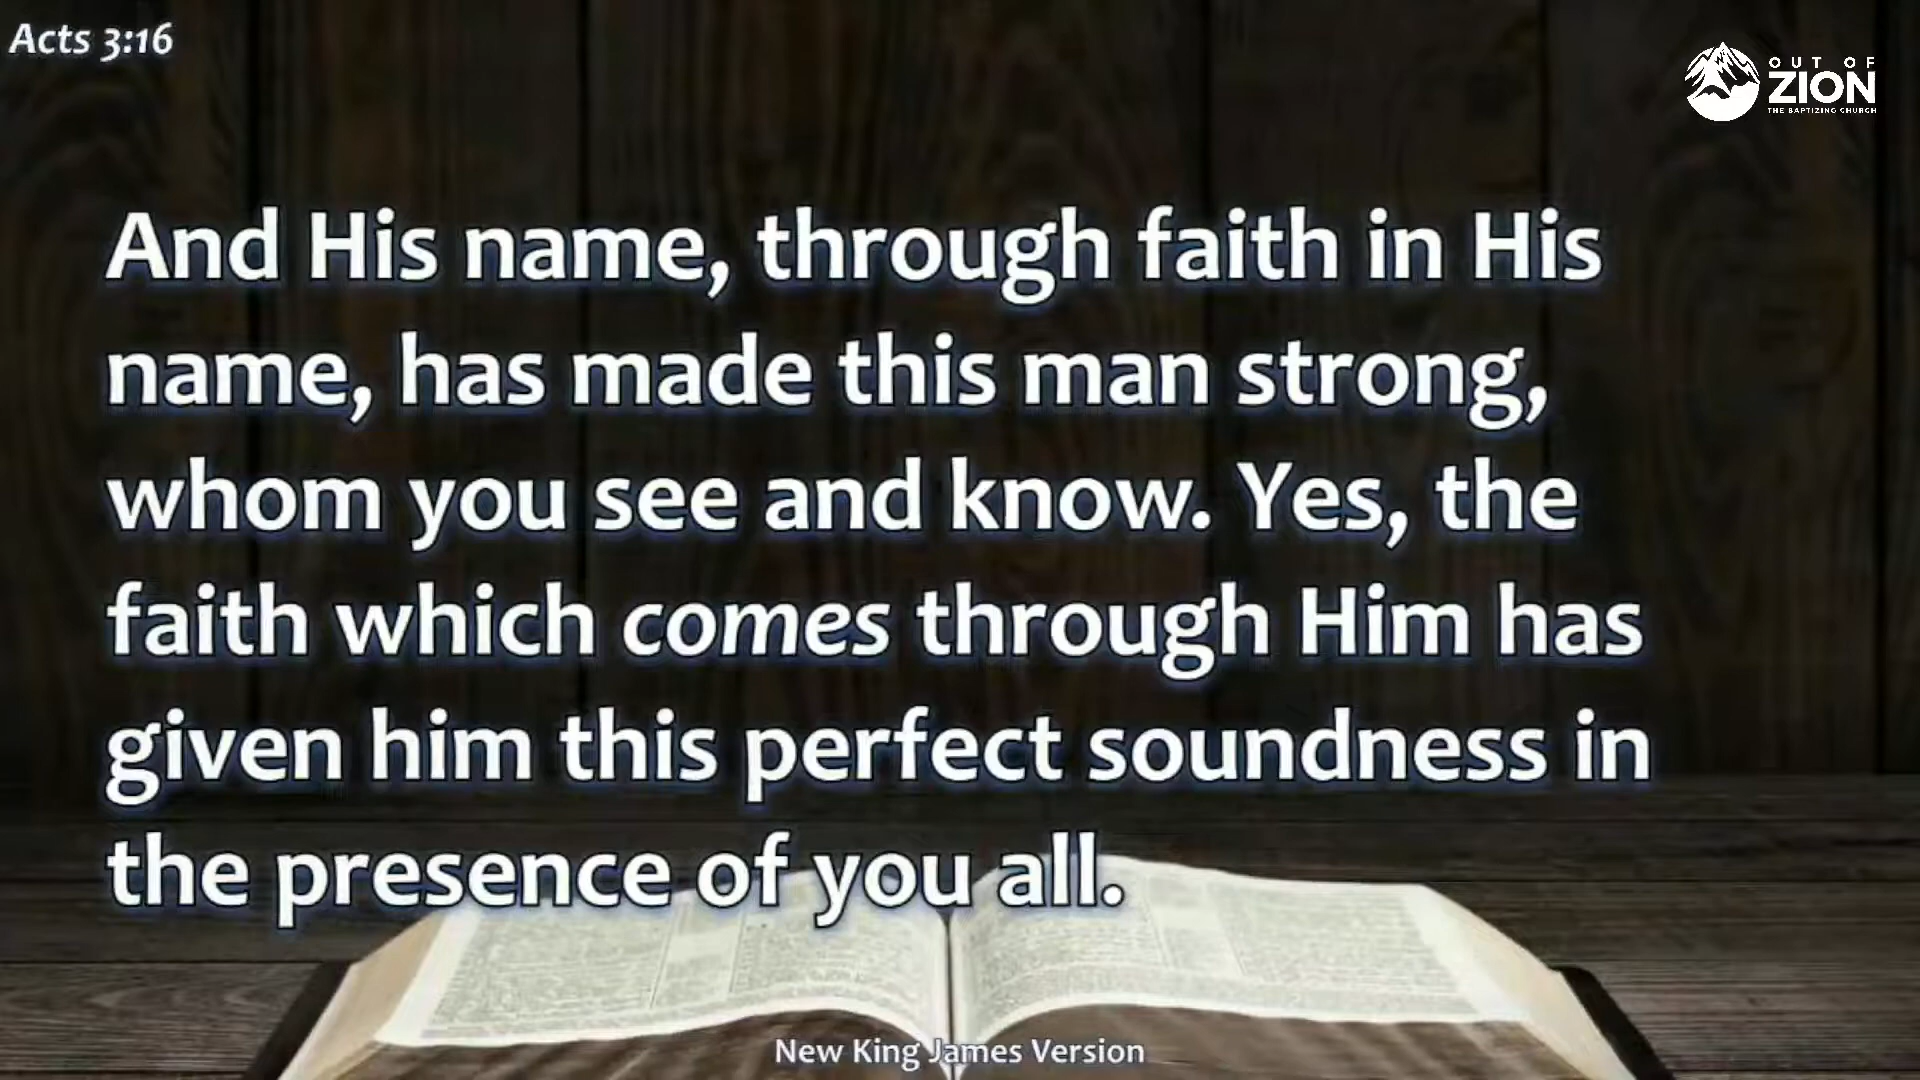 Acts 3:16
OUT OF
ZION
THE BAPTIZING CHURCH
And His name, through faith in His
name, has made this man strong,
whom you see and know. Yes, the
faith which comes through Him has
given him this perfect soundness in
the presence of you all.
New King James Version